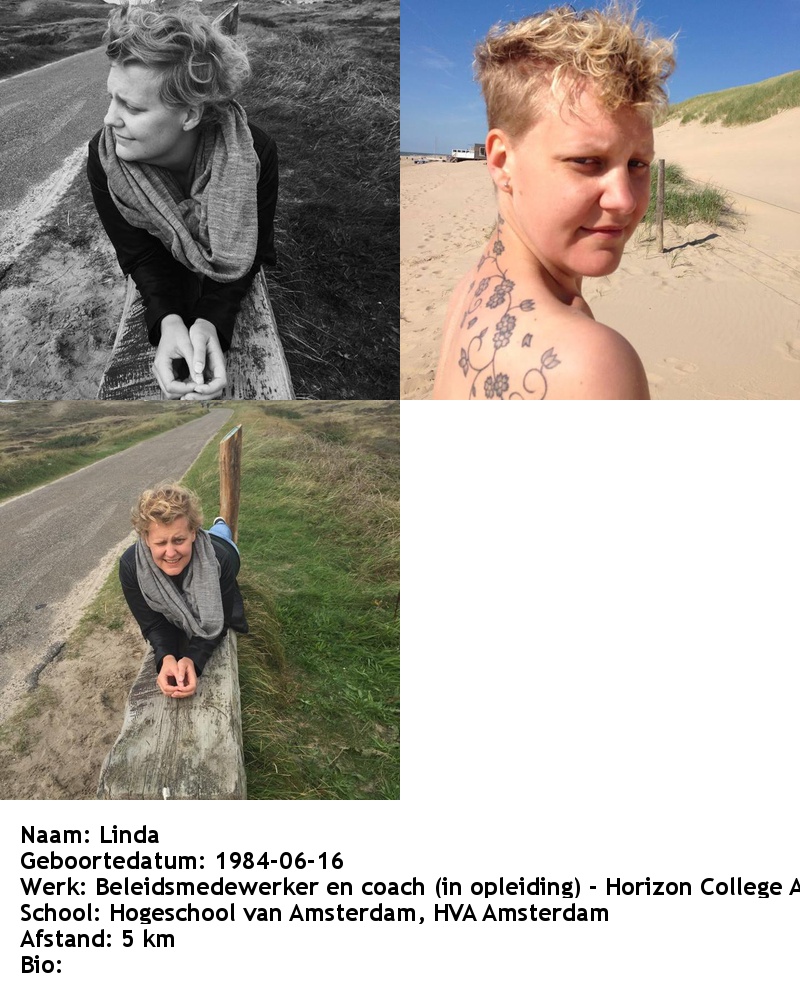 Naam: Linda
Geboortedatum: 1984-06-16
Werk: Beleidsmedewerker en coach (in opleiding) - Horizon College A
School: Hogeschool van Amsterdam, HVA Amsterdam
Afstand: 5 km
Bio: